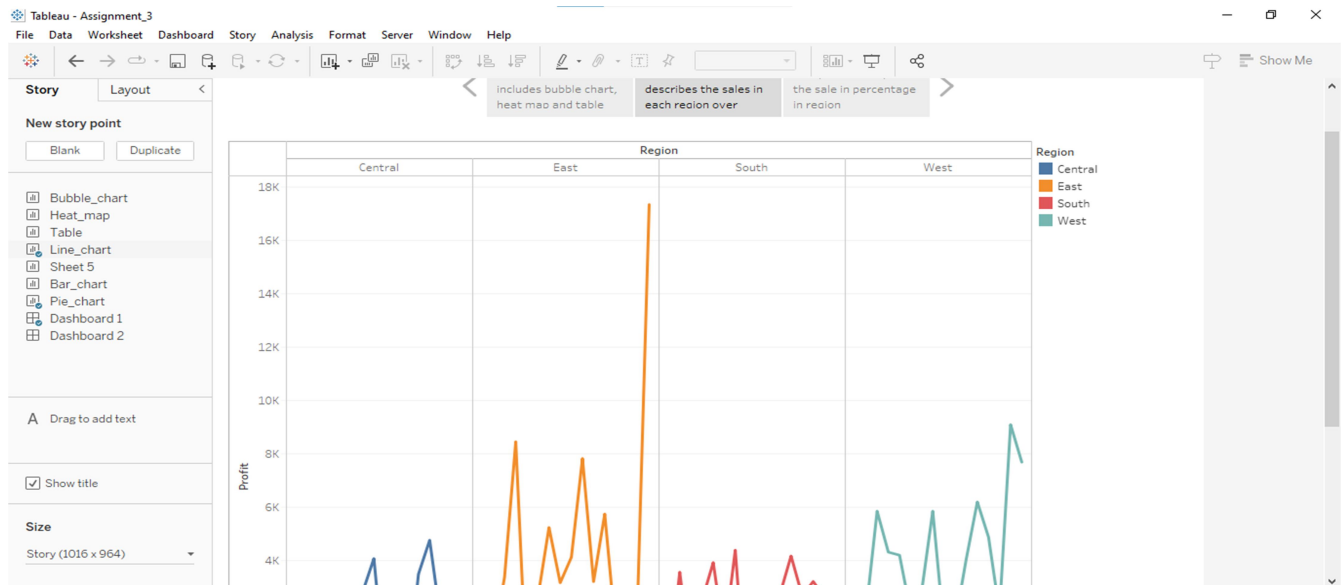 Tableau - Assignment_3
File Data Worksheet Dashboard Story Analysis Format Server Window Help
Show Me
Story Layout
New story point
Blank Duplicate
Bubble_chart
Heat_map
Table
Line_chart
Sheet 5
Bar_chart
Pie_chart
Dashboard 1
Dashboard 2
A Drag to add text
Show title
Size
Story (1016 x 964)
includes bubble chart,
heat map and table
describes the sales in
each region over
the sale in percentage
in region
Region
Central East South West
18K
16K
14K
12K
10K
8K
6K
4K
Profit
Region
Central
East
South
West